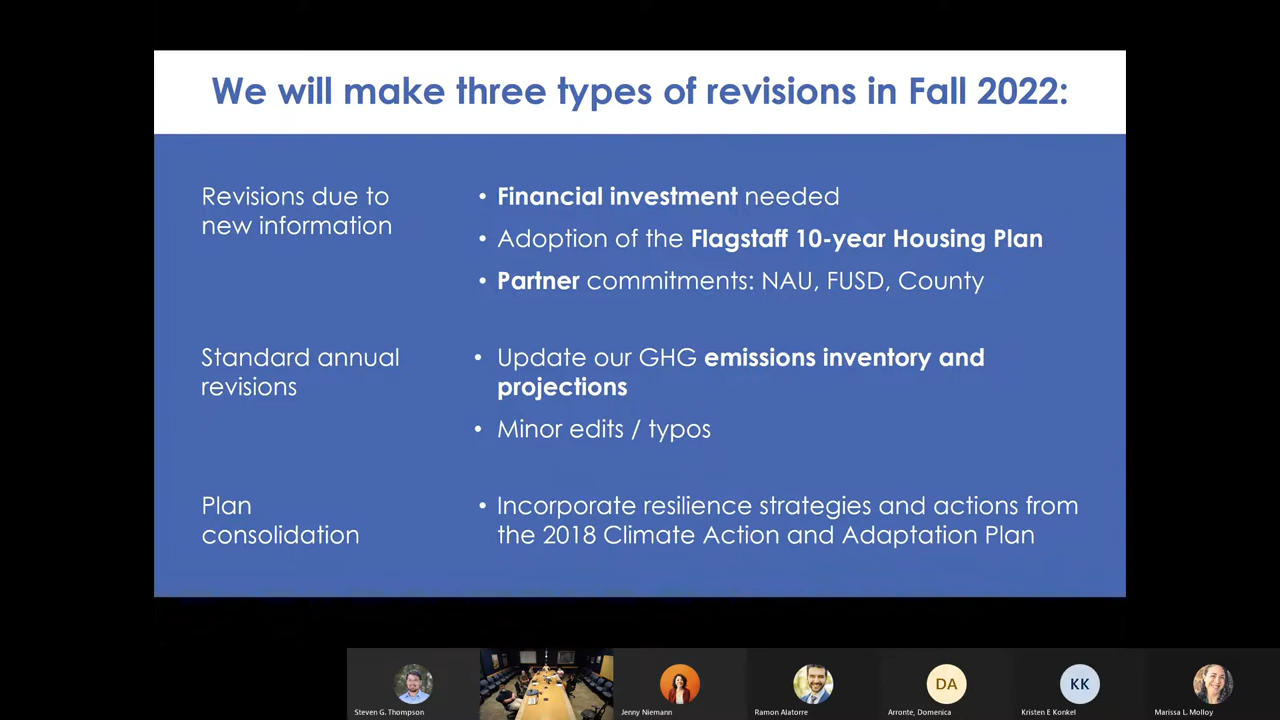 We will make three types of revisions in Fall 2022:
Revisions due to
new information
• Financial investment needed
• Adoption of the Flagstaff 10-year Housing Plan
• Partner commitments: NAU, FUSD, County
Standard annual
revisions
• Update our GHG emissions inventory and
projections
• Minor edits / typos
Plan
consolidation
• Incorporate resilience strategies and actions from
the 2018 Climate Action and Adaptation Plan
DA
KK
Steven G. Thompson
Jenny Niemann
Ramon Alatorre
Arronte, Domenica
Kristen E Konkel
Marissa L. Molloy